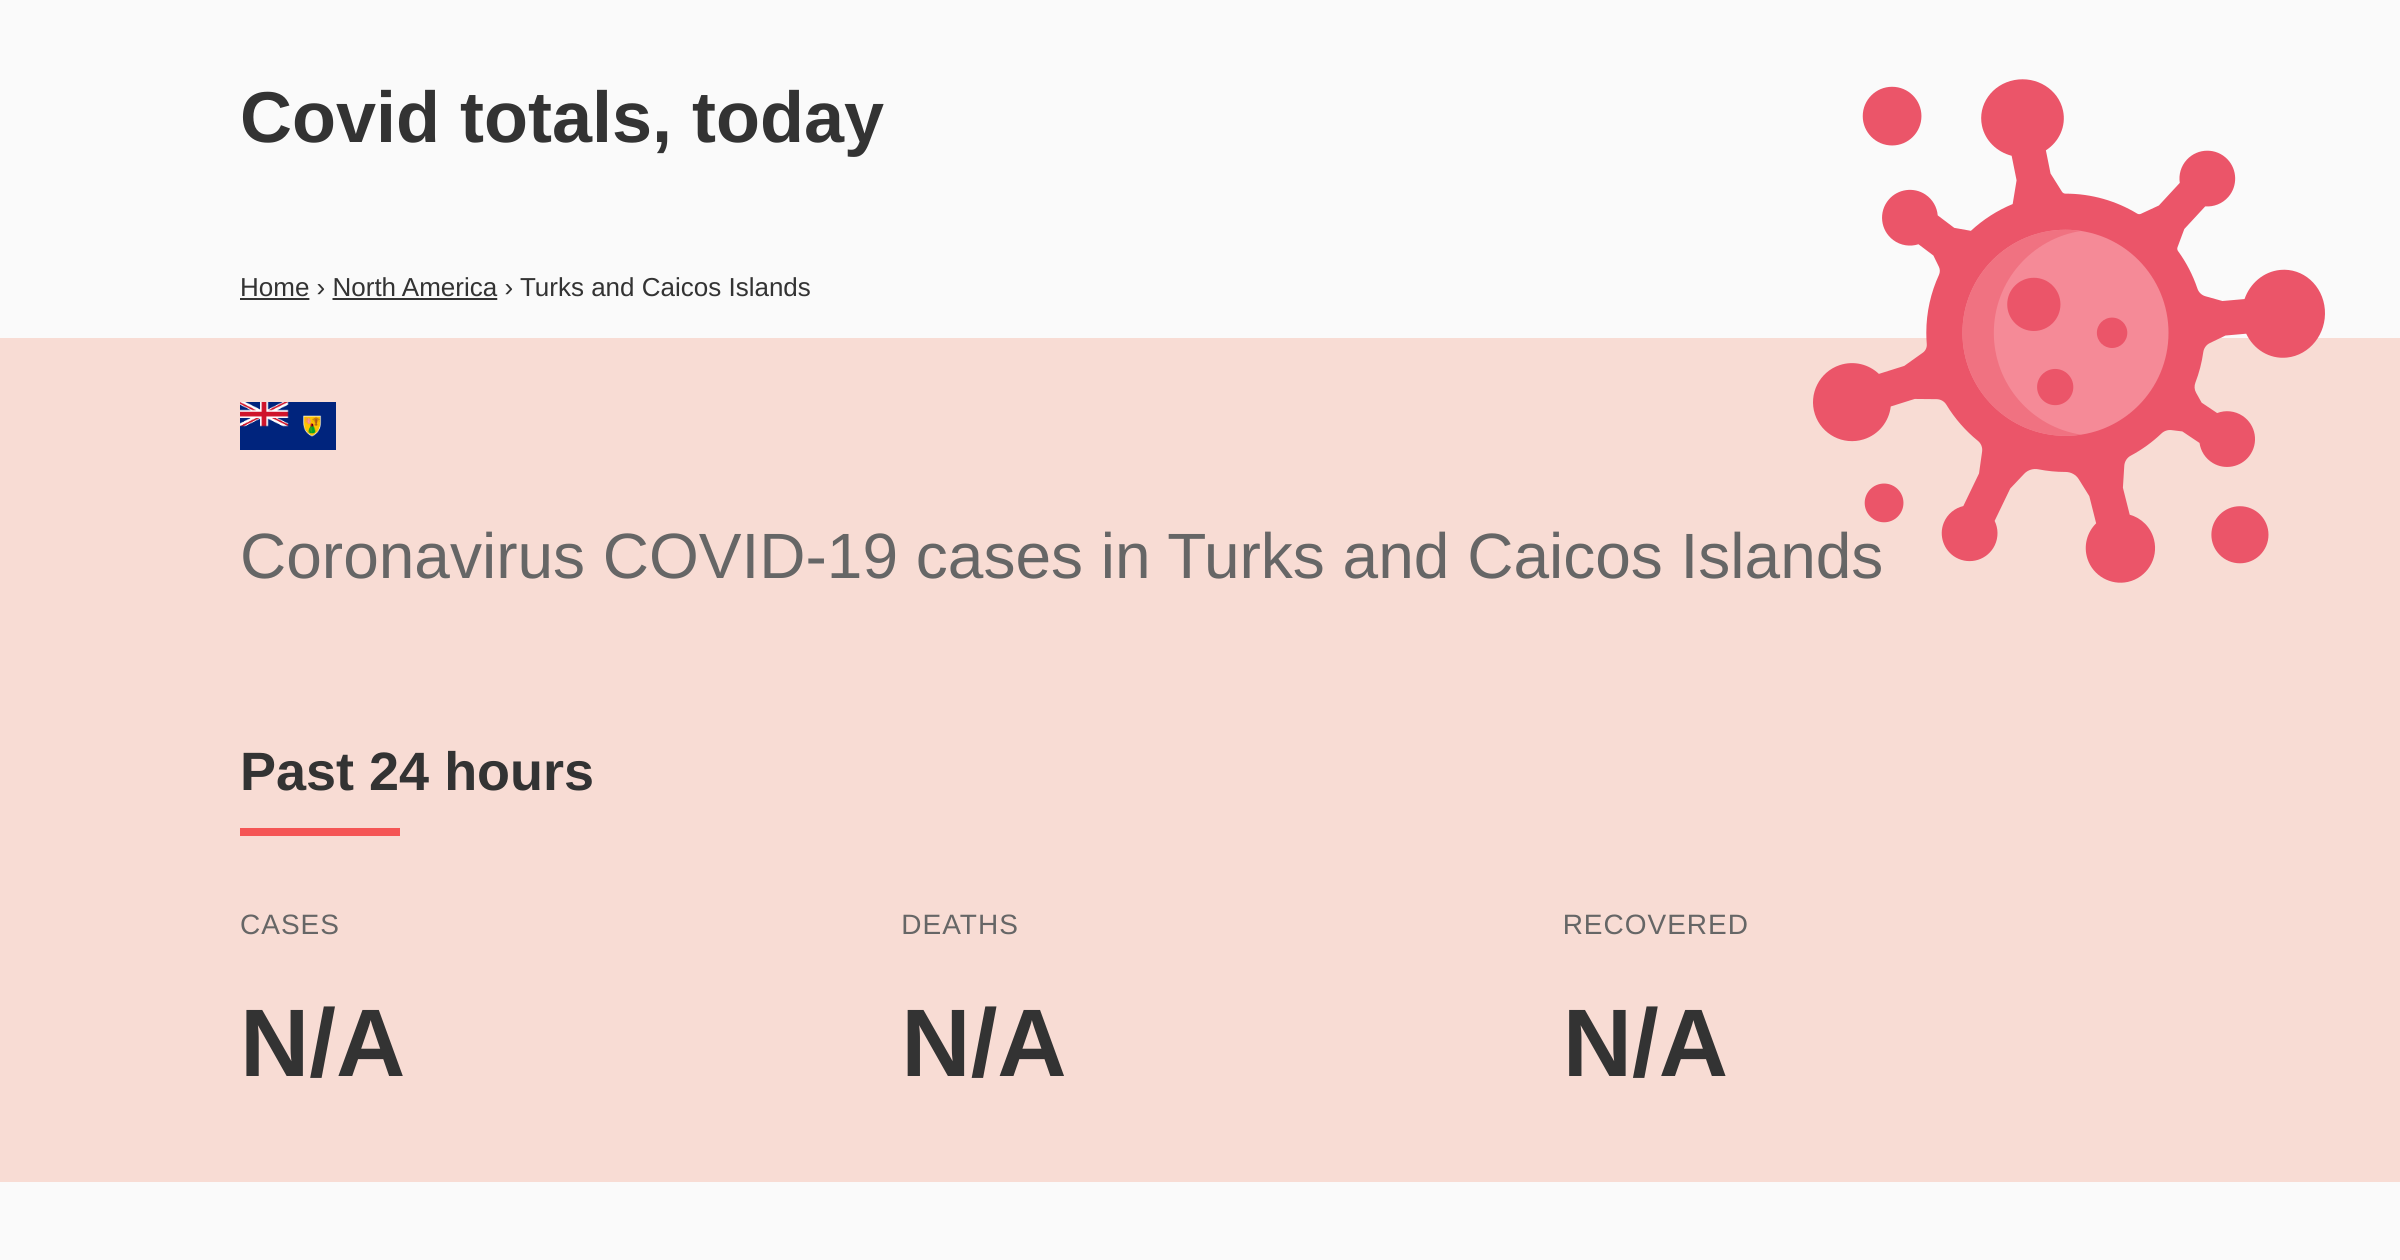 Covid totals, today
Home › North America › Turks and Caicos Islands
Coronavirus COVID-19 cases in Turks and Caicos Islands
Past 24 hours
CASES DEATHS RECOVERED
N/A N/A N/A